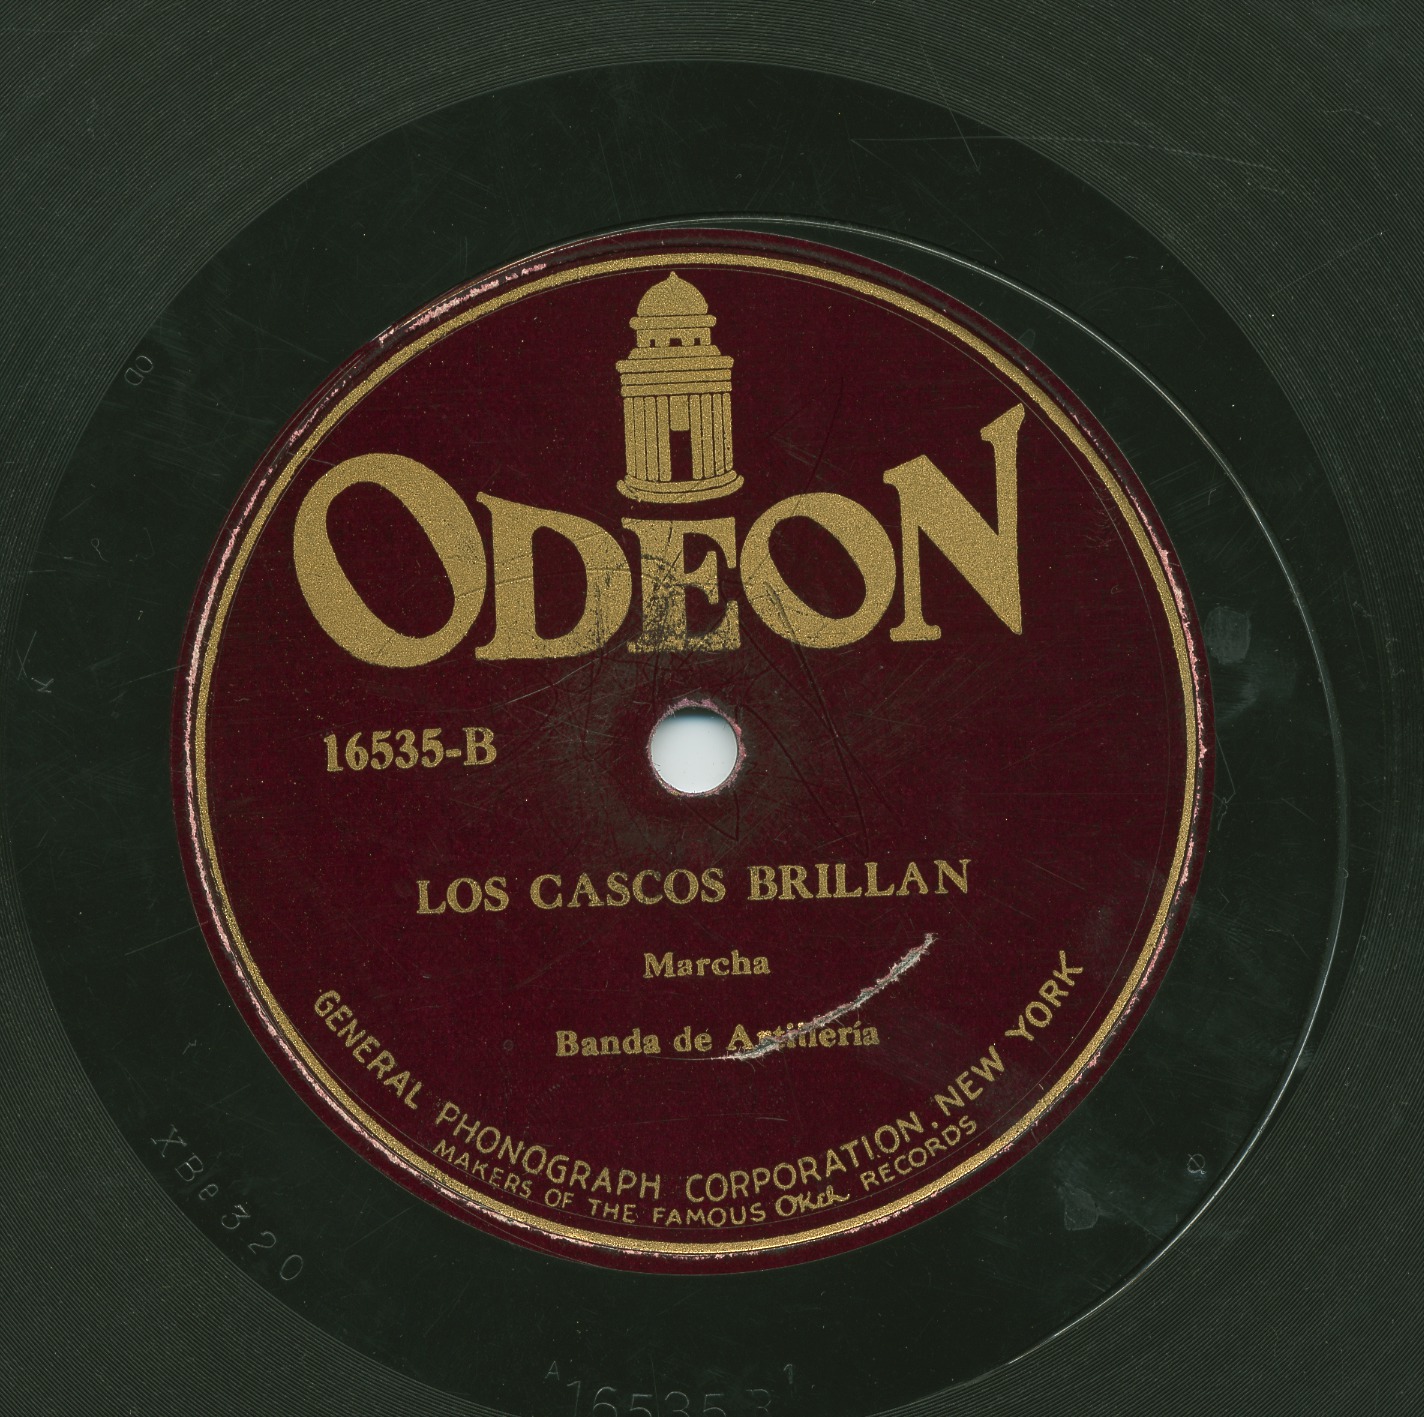 ODEON
16535-B
LOS CASCOS BRILLAN
Marcha
Banda de Artillería
GENERAL PHONOGRAPH CORPORATION, NEW YORK
MAKERS OF THE FAMOUS OKeh RECORDS
XBe320
A 16535 B 1